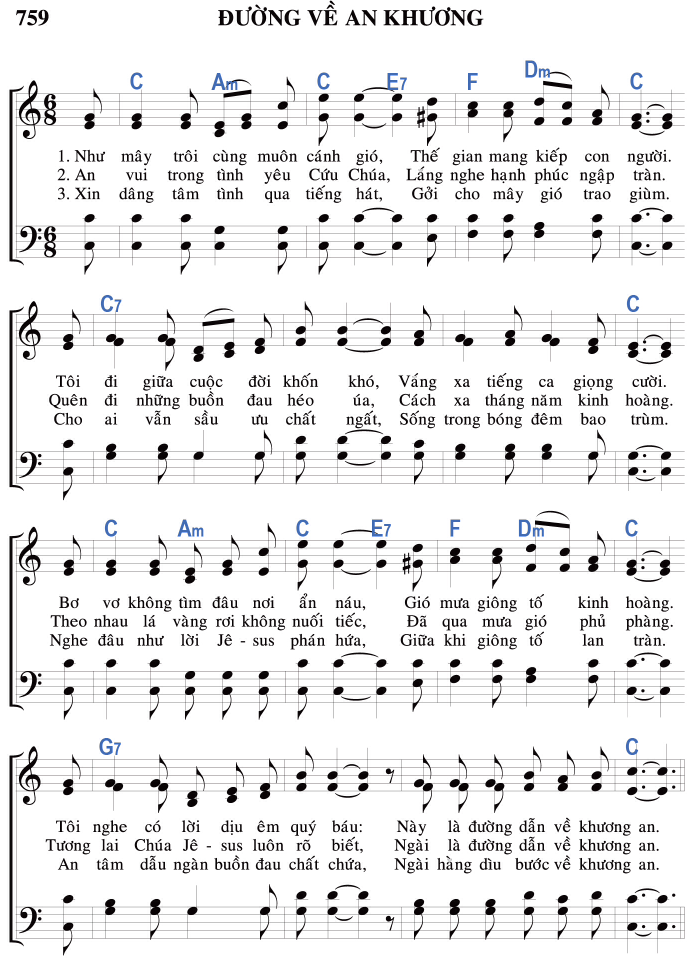 759 ĐƯỜNG VỀ AN KHƯƠNG
C Am C E7 F Dm C
6 8
1. Như mây trôi cùng muôn cánh gió, Thế gian mang kiếp con người.
2. An vui trong tình yêu Cứu Chúa, Lắng nghe hạnh phúc ngập tràn.
3. Xin dâng tâm tình qua tiếng hát, Gởi cho mây gió trao giùm.
6 8
C7 C
Tôi đi giữa cuộc đời khốn khó, Váng xa tiếng ca giọng cười.
Quên đi những buồn đau héo úa, Cách xa tháng năm kinh hoàng.
Cho ai vẫn sầu ưu chất ngất, Sống trong bóng đêm bao trùm.
C Am C E7 F Dm C
Bơ vơ không tìm đâu nơi ẩn náu, Gió mưa giông tố kinh hoàng.
Theo nhau lá vàng rơi không nuối tiếc, Đã qua mưa gió phủ phàng.
Nghe đâu như lời Jê - sus phán hứa, Giữa khi giông tố lan tràn.
G7 C
Tôi nghe có lời dịu êm quý báu: Này là đường dẫn về khương an.
Tương lai Chúa Jê - sus luôn rõ biết, Ngài là đường dẫn về khương an.
An tâm dẫu ngàn buồn đau chất chứa, Ngài hằng dìu bước về khương an.